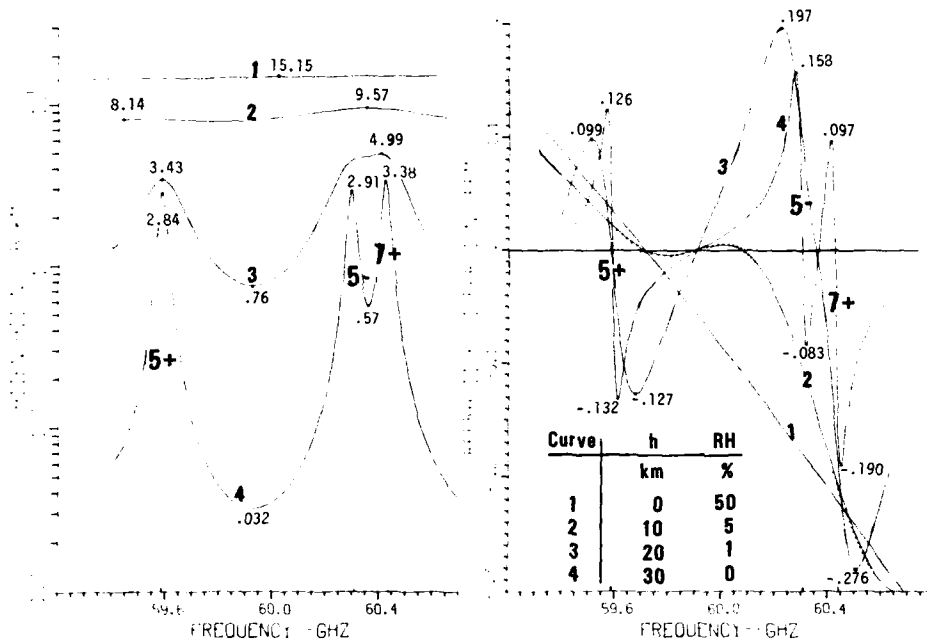 1 15.15
8.14 2 9.57
3.43 4.99
2.84 2.91 3.38
7+
5-
3
.76 .57
5+
4
.032
59.6 60.0 60.4
FREQUENCY - GHZ
.197
.158
.126
.099 4 .097
3
5-
5+
7+
-.083
-.132 -.127 2
1
-.190
-.276
Curve h RH
km %
1 0 50
2 10 5
3 20 1
4 30 0
59.6 60.0 60.4
FREQUENCY - GHZ